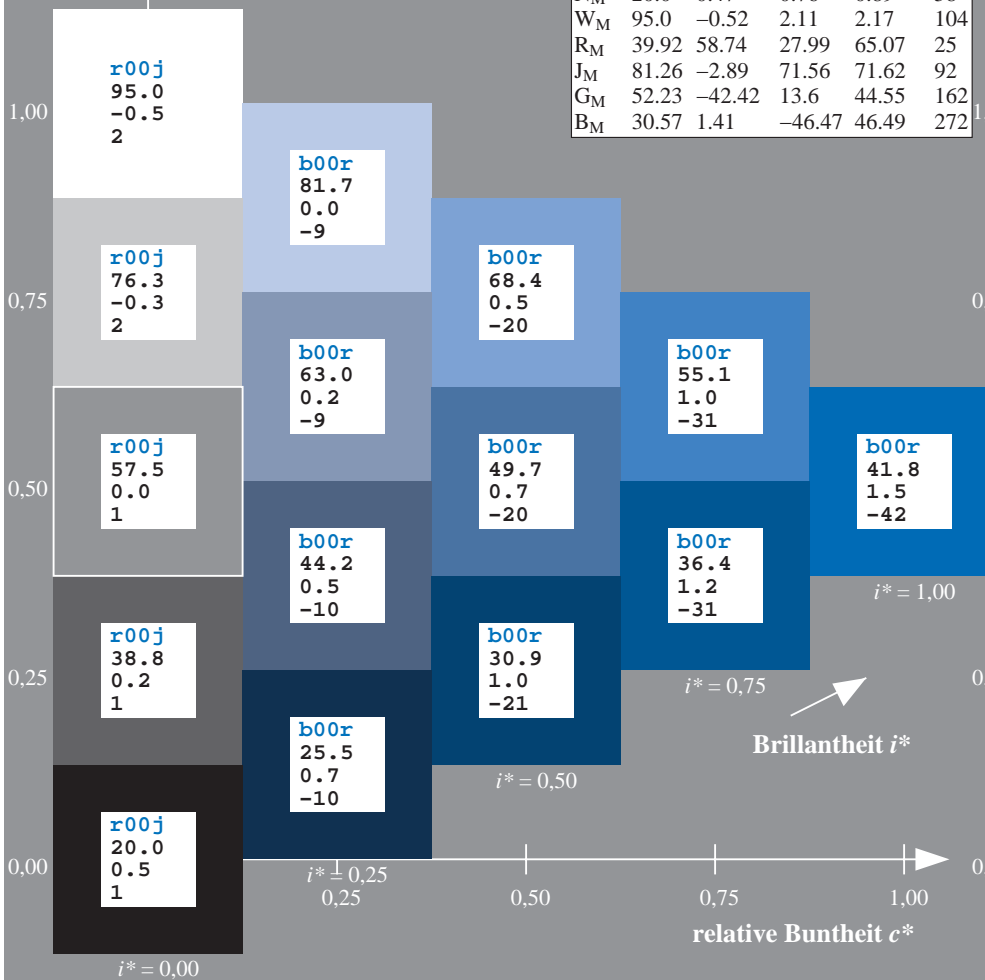 W_M 95.0 −0.52 2.11 2.17 104
R_M 39.92 58.74 27.99 65.07 25
J_M 81.26 −2.89 71.56 71.62 92
G_M 52.23 −42.42 13.6 44.55 162
B_M 30.57 1.41 −46.47 46.49 272
r00j
95.0
-0.5
2
1,00
b00r
81.7
0.0
−9
r00j
76.3
-0.3
2
b00r
68.4
0.5
−20
0,75
b00r
63.0
0.2
−9
b00r
55.1
1.0
−31
r00j
57.5
0.0
1
b00r
49.7
0.7
−20
b00r
41.8
1.5
−42
0,50
b00r
44.2
0.5
−10
b00r
36.4
1.2
−31
i* = 1,00
r00j
38.8
0.2
1
b00r
30.9
1.0
−21
0,25
i* = 0,75
b00r
25.5
0.7
−10
Brillantheit i*
i* = 0,50
r00j
20.0
0.5
1
0,00
i* = 0,25
0,25 0,50 0,75 1,00
relative Buntheit c*
i* = 0,00